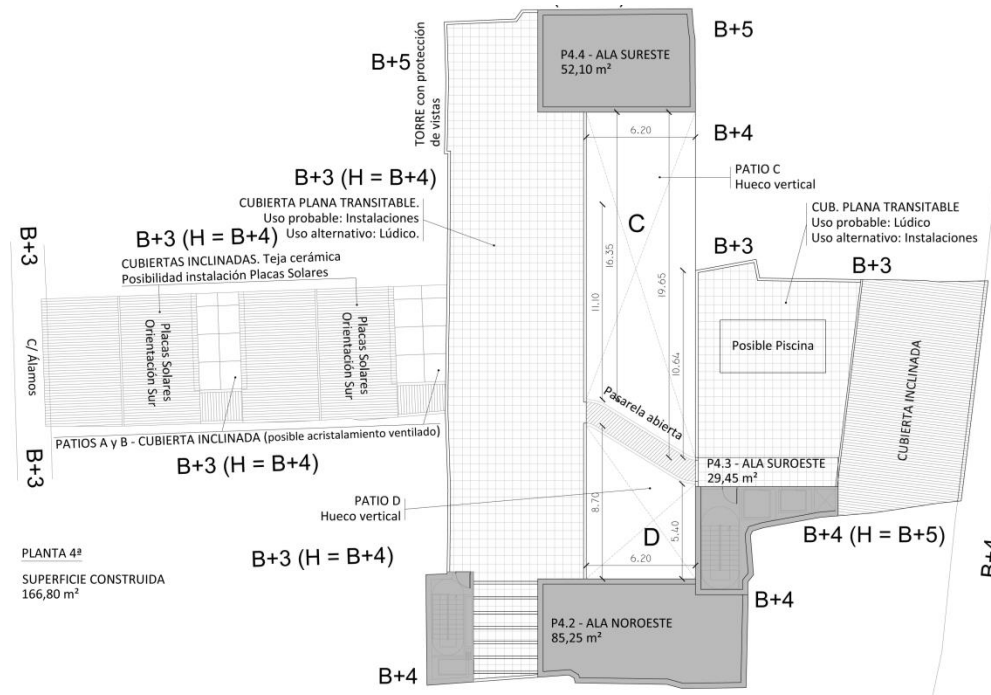 B+5
P4.4 - ALA SURESTE
52,10 m²
B+5
TORRE con protección
de vistas
6.20
B+4
PATIO C
Hueco vertical
B+3 (H = B+4)
CUBIERTA PLANA TRANSITABLE.
Uso probable: Instalaciones
Uso alternativo: Lúdico.
CUB. PLANA TRANSITABLE
Uso probable: Lúdico
Uso alternativo: Instalaciones
C
B+3
B+3 (H = B+4)
CUBIERTAS INCLINADAS. Teja cerámica
Posibilidad instalación Placas Solares
16.35
19.65
B+3
B+3
11.10
C/ Álamos
Placas Solares
Orientación Sur
Placas Solares
Orientación Sur
10.64
Posible Piscina
CUBIERTA INCLINADA
Pasarela abierta
PATIOS A y B - CUBIERTA INCLINADA (posible acristalamiento ventilado)
B+3
B+3 (H = B+4)
P4.3 - ALA SUROESTE
29,45 m²
PATIO D
Hueco vertical
8.70
5.40
D
B+4 (H = B+5)
B+4
PLANTA 4ª
SUPERFICIE CONSTRUIDA
166,80 m²
B+3 (H = B+4)
6.20
B+4
P4.2 - ALA NOROESTE
85,25 m²
B+4